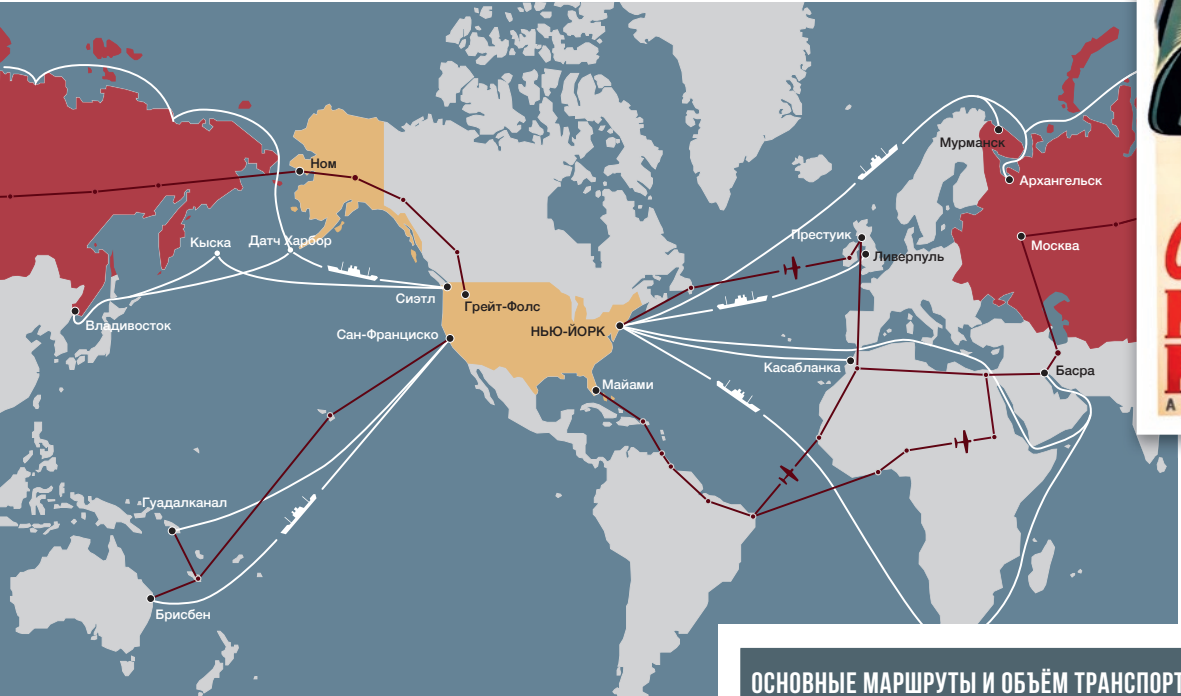 Мурманск
Ном
Архангельск
Престуик
Кыска
Датч Харбор
Москва
Ливерпуль
Сиэтл
Грейт-Фолс
Владивосток
НЬЮ-ЙОРК
Сан-Франциско
Касабланка
Басра
Майами
Гуадалканал
Брисбен
А
ОСНОВНЫЕ МАРШРУТЫ И ОБЪЁМ ТРАНСПОРТ